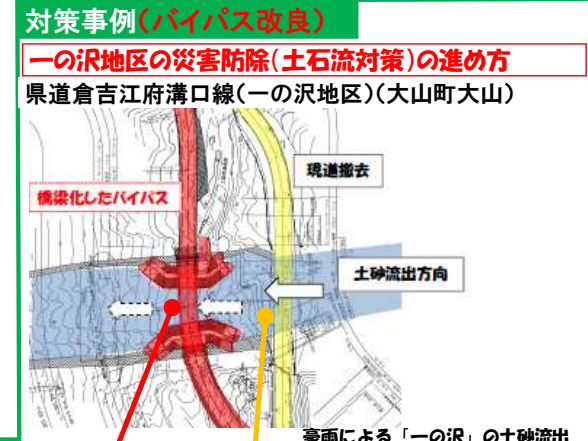 対策事例(バイパス改良)
一の沢地区の災害防除(土石流対策)の進め方
県道倉吉江府溝口線(一の沢地区)(大山町大山)
現道撤去
橋梁化したバイパス
土砂流出方向
豪雨による「一の沢」の土砂流出